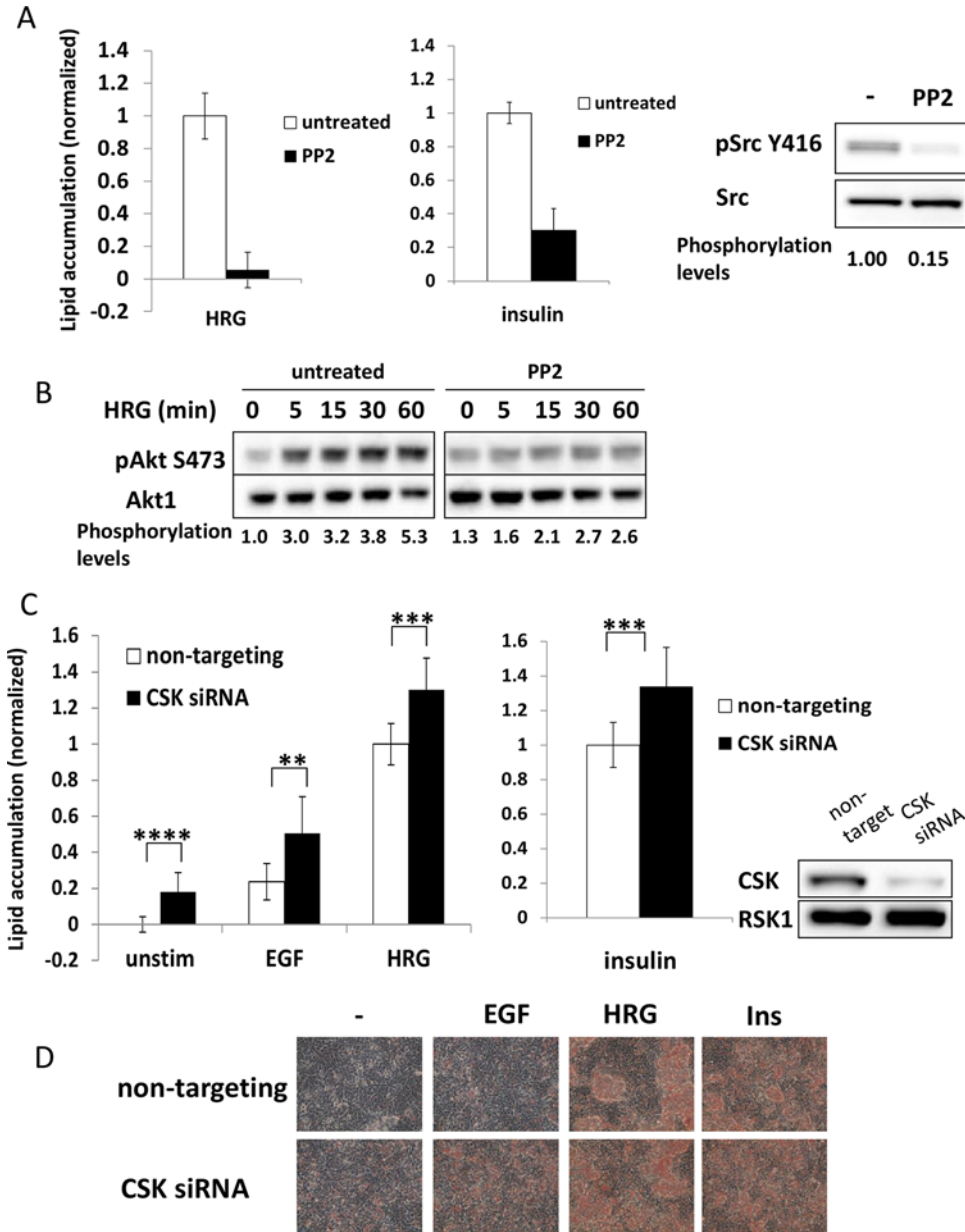 A
Lipid accumulation (normalized)
1.4
1.2
1
0.8
0.6
0.4
0.2
0
-0.2
untreated
PP2
HRG
1.4
1.2
1
0.8
0.6
0.4
0.2
0
untreated
PP2
insulin
- PP2
pSrc Y416
Src
Phosphorylation levels
1.00 0.15
B
untreated PP2
HRG (min) 0 5 15 30 60 0 5 15 30 60
pAkt S473
Akt1
Phosphorylation levels
1.0 3.0 3.2 3.8 5.3 1.3 1.6 2.1 2.7 2.6
C
Lipid accumulation (normalized)
1.6
1.4
1.2
1
0.8
0.6
0.4
0.2
0
-0.2
non-targeting
CSK siRNA
**** ** ***
unstim EGF HRG
1.6
1.4
1.2
1
0.8
0.6
0.4
0.2
0
***
non-targeting
CSK siRNA
insulin
non-target CSK siRNA
CSK
RSK1
D
- EGF HRG Ins
non-targeting
CSK siRNA